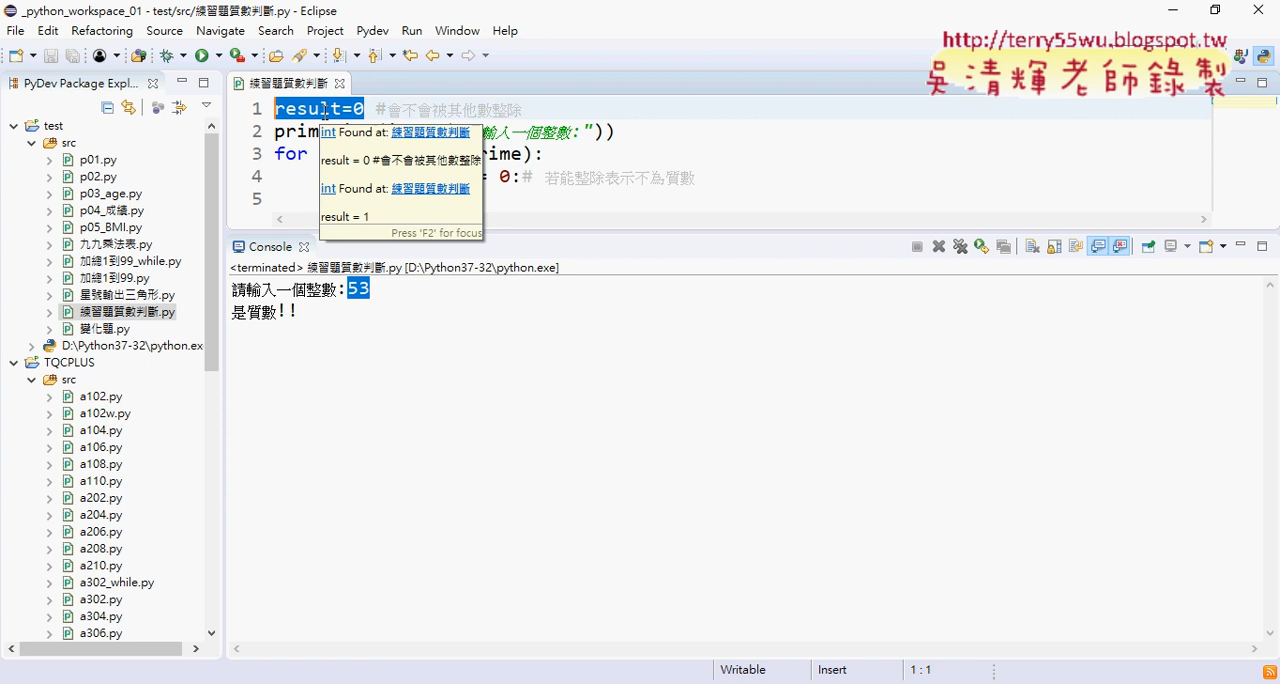 _python_workspace_01 - test/src/練習題質數判斷.py - Eclipse
File Edit Refactoring Source Navigate Search Project Pydev Run Window Help
http://terry55wu.blogspot.tw
吳清輝老師錄製
PyDev Package Expl...
練習題質數判斷
test
src
p01.py
p02.py
p03_age.py
p04_成績.py
p05_BMI.py
九九乘法表.py
加總1到99_while.py
加總1到99.py
星號輸出三角形.py
練習題質數判斷.py
變化題.py
D:\Python37-32\python.ex
TQCPLUS
src
a102.py
a102w.py
a104.py
a106.py
a108.py
a110.py
a202.py
a204.py
a206.py
a208.py
a210.py
a302_while.py
a302.py
a304.py
a306.py
1 result=0 #會不會被其他數整除
2 prim 輸入一個整數:"))
3 for ime):
4 = 0:# 若能整除表示不為質數
5
int Found at: 練習題質數判斷
result = 0 #會不會被其他數整除
int Found at: 練習題質數判斷
result = 1
Press 'F2' for focus
Console
<terminated> 練習題質數判斷.py [D:\Python37-32\python.exe]
請輸入一個整數:53
是質數!!
Writable Insert 1 : 1